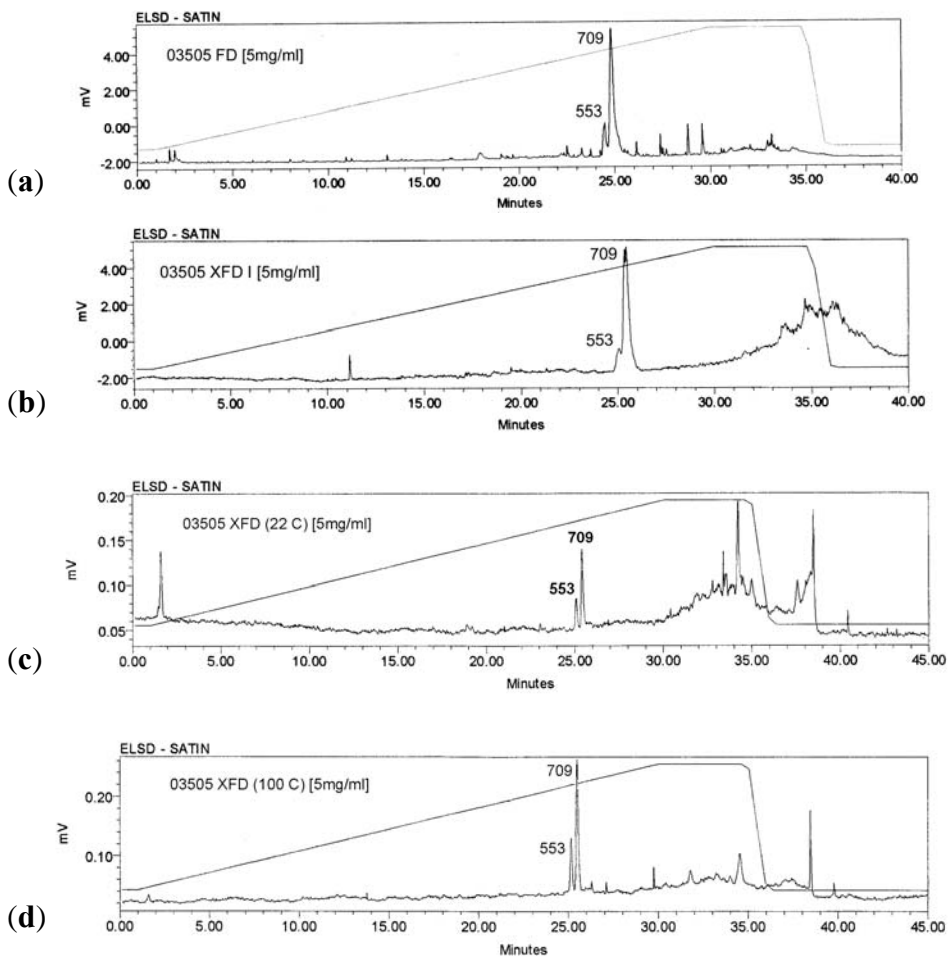 ELSD - SATIN
03505 FD [5mg/ml]
709
553
mV
4.00
2.00
0.00
-2.00
0.00 5.00 10.00 15.00 20.00 25.00 30.00 35.00 40.00
Minutes
(a)
ELSD - SATIN
03505 XFD I [5mg/ml]
709
553
mV
4.00
2.00
0.00
-2.00
0.00 5.00 10.00 15.00 20.00 25.00 30.00 35.00 40.00
Minutes
(b)
ELSD - SATIN
03505 XFD (22 C) [5mg/ml]
709
553
mV
0.20
0.15
0.10
0.05
0.00 5.00 10.00 15.00 20.00 25.00 30.00 35.00 40.00 45.00
Minutes
(c)
ELSD - SATIN
03505 XFD (100 C) [5mg/ml]
709
553
mV
0.20
0.10
0.00 5.00 10.00 15.00 20.00 25.00 30.00 35.00 40.00 45.00
Minutes
(d)